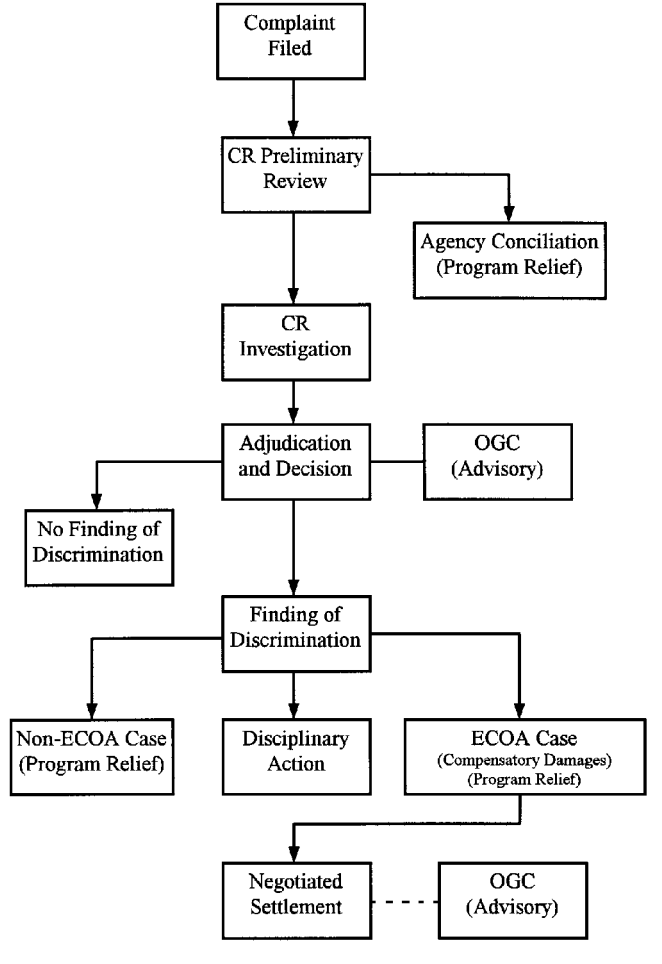 Complaint
Filed
CR Preliminary
Review
Agency Conciliation
(Program Relief)
CR
Investigation
Adjudication
and Decision
OGC
(Advisory)
No Finding of
Discrimination
Finding of
Discrimination
Non-ECOA Case
(Program Relief)
Disciplinary
Action
ECOA Case
(Compensatory Damages)
(Program Relief)
Negotiated
Settlement
OGC
(Advisory)